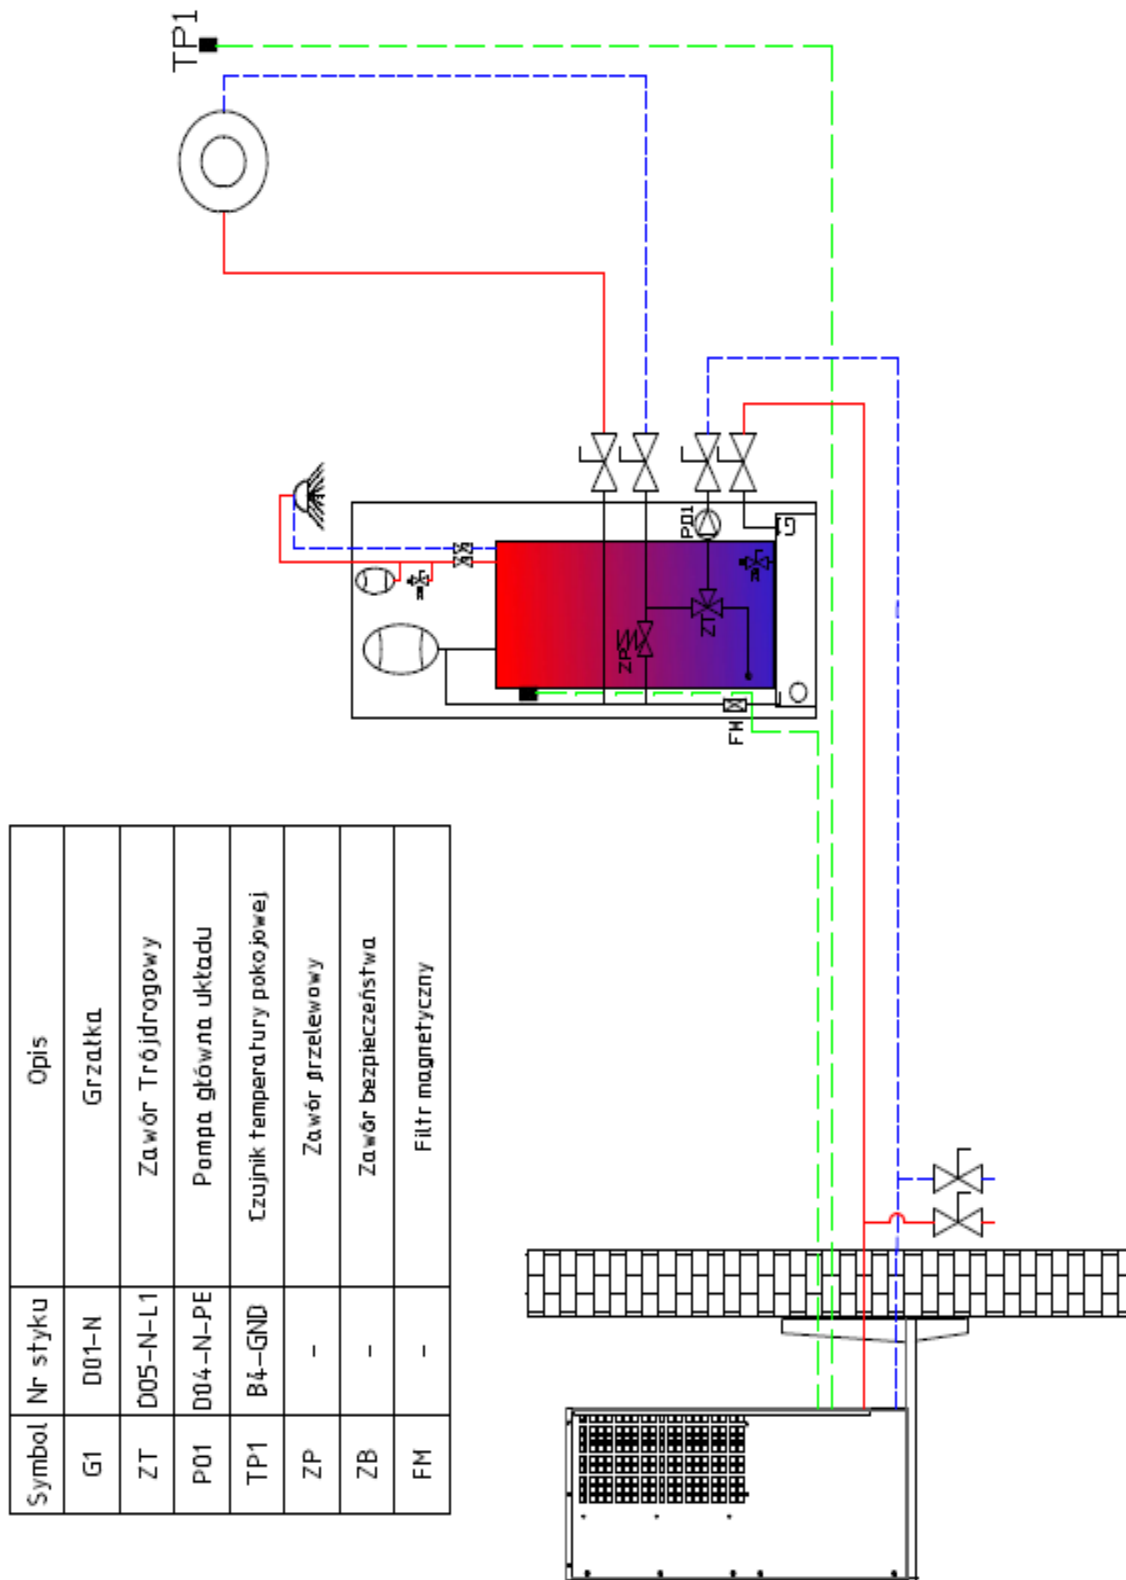 Symbol Nr styku Opis
G1 D01-N Grzałka
ZT D05-N-L1 Zawór Trójdrogowy
P01 D04-N-PE Pompa główna układu
TP1 B4-GND Czujnik temperatury pokojowej
ZP - Zawór przelewowy
ZB - Zawór bezpieczeństwa
FM - Filtr magnetyczny
TP1
P01
G
ZT
ZP
FM